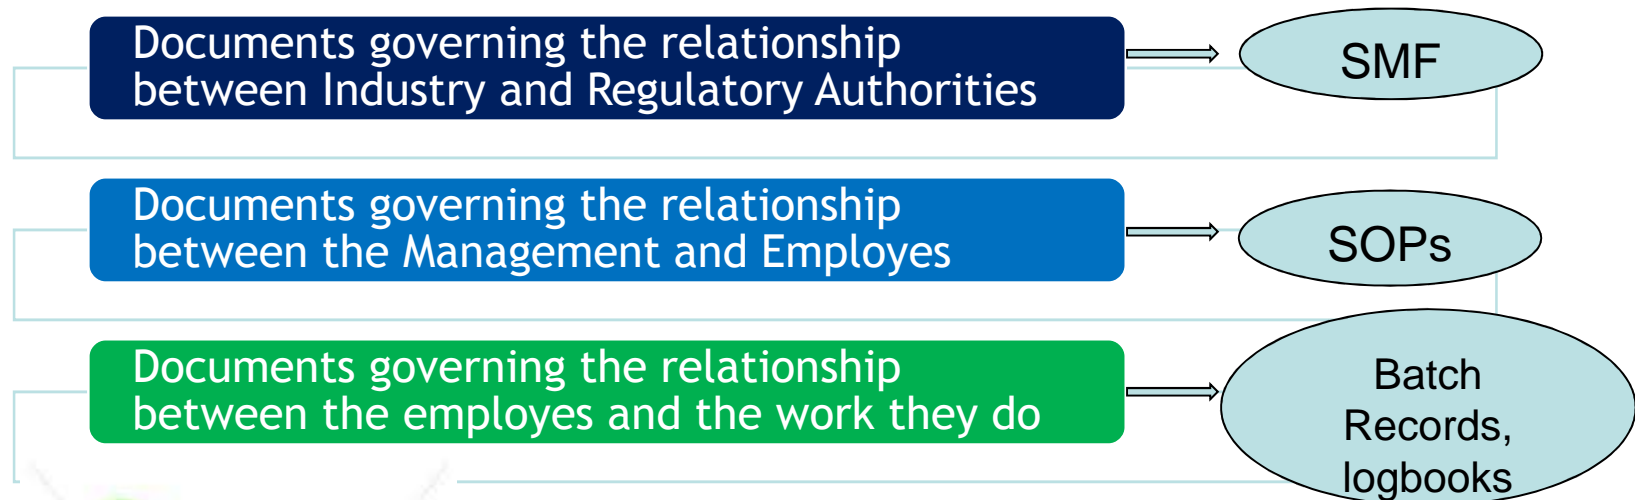 Documents governing the relationship
between Industry and Regulatory Authorities
SMF
Documents governing the relationship
between the Management and Employes
SOPs
Documents governing the relationship
between the employes and the work they do
Batch
Records,
logbooks